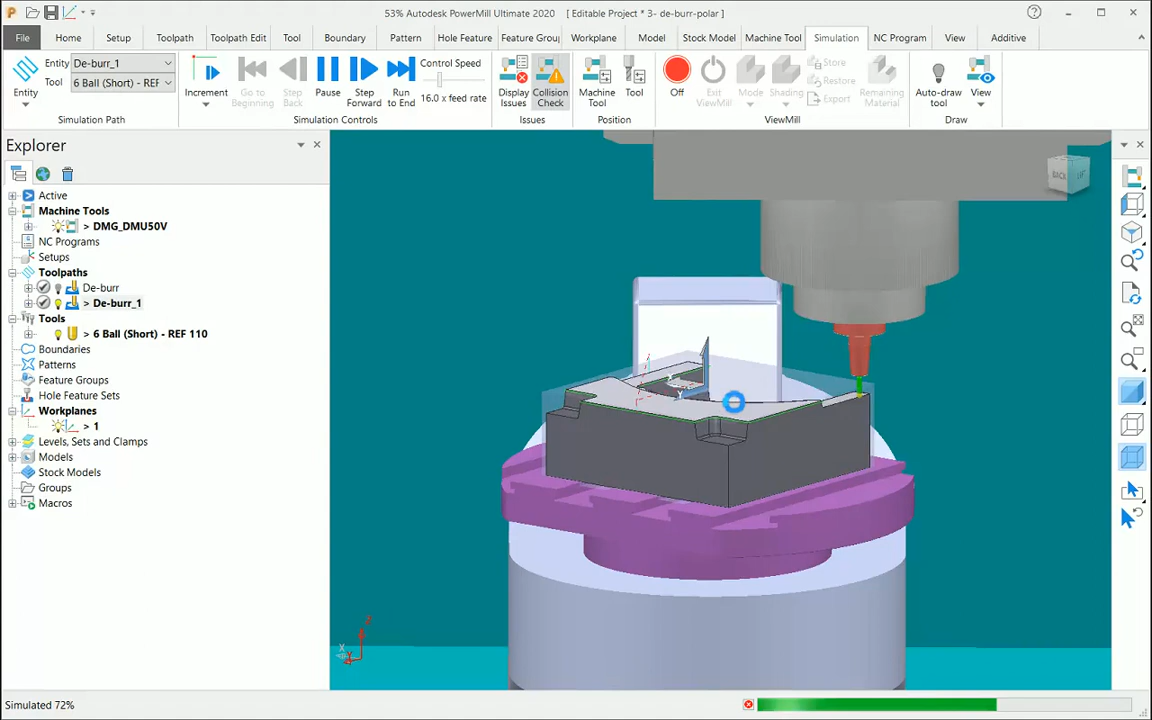 53% Autodesk PowerMill Ultimate 2020 [ Editable Project * 3- de-burr-polar ]
File Home Setup Toolpath Toolpath Edit Tool Boundary Pattern Hole Feature Feature Grou Workplane Model Stock Model Machine Tool Simulation NC Program View Additive
Entity
Entity De-burr_1
Tool 6 Ball (Short) - REF
Simulation Path
Increment
Go to Beginning
Step Back
Pause
Step Forward
Run to End
Control Speed
16.0 x feed rate
Simulation Controls
Display Issues
Collision Check
Issues
Machine Tool
Tool
Position
Off
Exit ViewMill
Mode
Shading
Store
Restore
Export
Remaining Material
ViewMill
Auto-draw tool
View
Draw
Explorer
Active
Machine Tools
> DMG_DMU50V
NC Programs
Setups
Toolpaths
De-burr
> De-burr_1
Tools
> 6 Ball (Short) - REF 110
Boundaries
Patterns
Feature Groups
Hole Feature Sets
Workplanes
> 1
Levels, Sets and Clamps
Models
Stock Models
Groups
Macros
BACK
LEFT
Simulated 72%